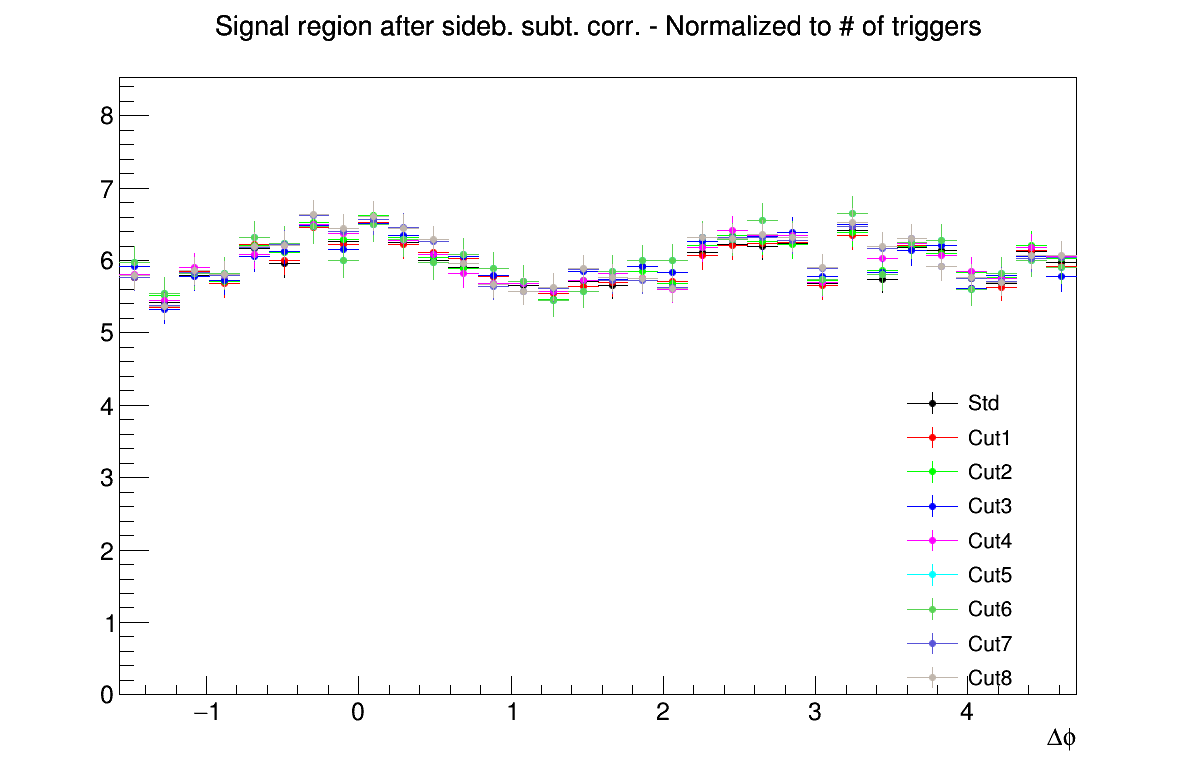 Signal region after sideb. subt. corr. - Normalized to # of triggers
8
7
6
5
4
3
2
1
0
Std
Cut1
Cut2
Cut3
Cut4
Cut5
Cut6
Cut7
Cut8
−1 0 1 2 3 4
Δϕ